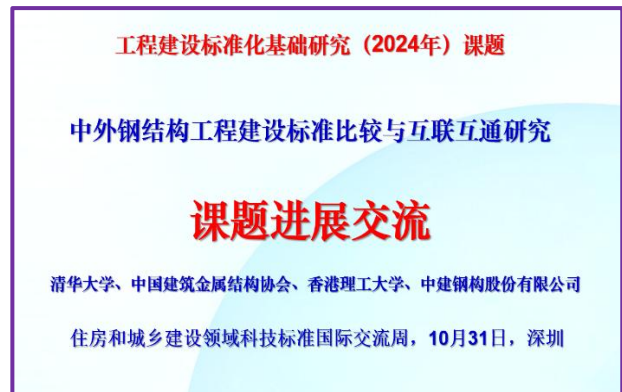 工程建设标准化基础研究（2024年）课题
中外钢结构工程建设标准比较与互联互通研究
课题进展交流
清华大学、中国建筑金属结构协会、香港理工大学、中建钢构股份有限公司
住房和城乡建设领域科技标准国际交流周，10月31日，深圳